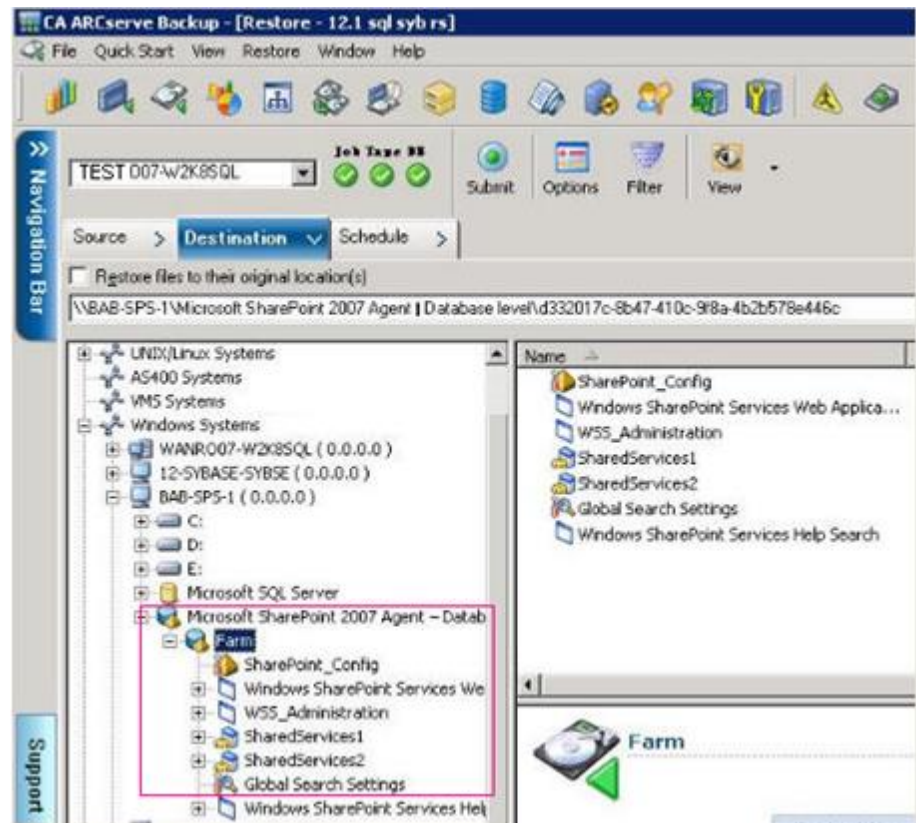 CA ARCserve Backup - [Restore - 12.1 sql syb rs]
File Quick Start View Restore Window Help
Navigation Bar
TEST 007-W2K8SQL
Job Tape DB
Submit Options Filter View
Source > Destination Schedule >
Restore files to their original location(s)
\\BAB-SPS-1\Microsoft SharePoint 2007 Agent | Database level\d332017c-8b47-410c-9f8a-4b2b578e446c
UNIX/Linux Systems
AS400 Systems
VMS Systems
Windows Systems
WANRO07-W2K8SQL ( 0.0.0.0 )
12-SYBASE-SYBSE ( 0.0.0.0 )
BAB-SPS-1 ( 0.0.0.0 )
C:
D:
E:
Microsoft SQL Server
Microsoft SharePoint 2007 Agent – Datab
Farm
SharePoint_Config
Windows SharePoint Services We
WSS_Administration
SharedServices1
SharedServices2
Global Search Settings
Windows SharePoint Services Hel
Name
SharePoint_Config
Windows SharePoint Services Web Applica...
WSS_Administration
SharedServices1
SharedServices2
Global Search Settings
Windows SharePoint Services Help Search
Farm
Support